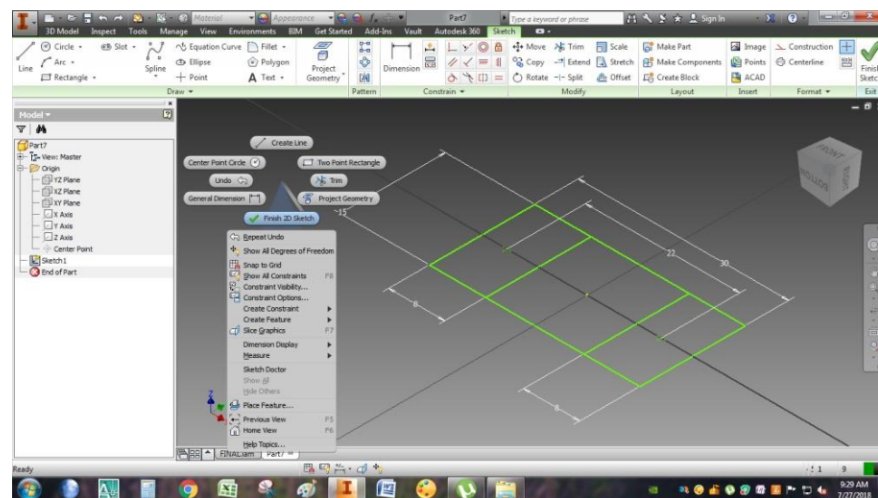 Material
Appearance
Part7
Type a keyword or phrase
Sign In
3D Model Inspect Tools Manage View Environments BIM Get Started Add-Ins Vault Autodesk 360 Sketch
Line
Circle
Arc
Rectangle
Slot
Spline
Equation Curve
Ellipse
Point
Fillet
Polygon
Text
Project Geometry
Dimension
Move
Copy
Rotate
Trim
Extend
Split
Scale
Stretch
Offset
Make Part
Make Components
Create Block
Image
Points
ACAD
Construction
Centerline
Finish
Draw
Pattern
Constrain
Modify
Layout
Insert
Format
Exit
Model
Part7
View: Master
Origin
YZ Plane
XZ Plane
XY Plane
X Axis
Y Axis
Z Axis
Center Point
Sketch1
End of Part
Create Line
Center Point Circle
Two Point Rectangle
Undo
Trim
General Dimension
Project Geometry
Finish 2D Sketch
Repeat Undo
Show All Degrees of Freedom
Snap to Grid
Show All Constraints F8
Constraint Visibility...
Constraint Options...
Create Constraint
Create Feature
Slice Graphics F7
Dimension Display
Measure
Sketch Doctor
Show All
Hide Others
Place Feature...
Previous View F5
Home View F6
Help Topics...
15
22
30
8
8
FRONT
RIGHT
BOTTOM
Z
Part7
Ready
1 9
9:29 AM
7/27/2018